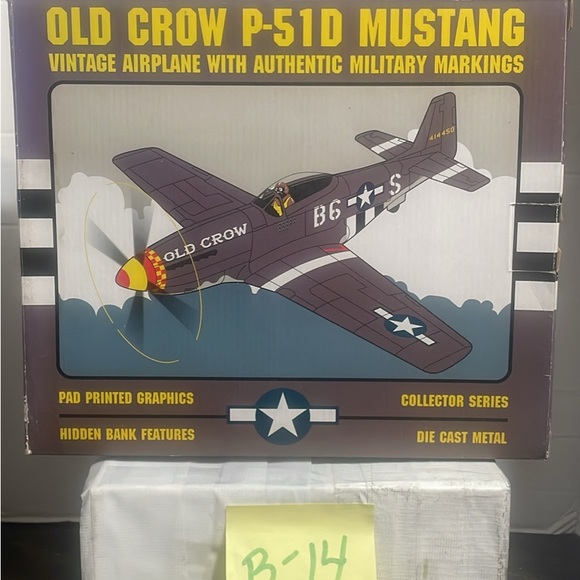 OLD CROW P-51D MUSTANG
VINTAGE AIRPLANE WITH AUTHENTIC MILITARY MARKINGS
414450
B6 S
OLD CROW
PAD PRINTED GRAPHICS
COLLECTOR SERIES
HIDDEN BANK FEATURES
DIE CAST METAL
B-14